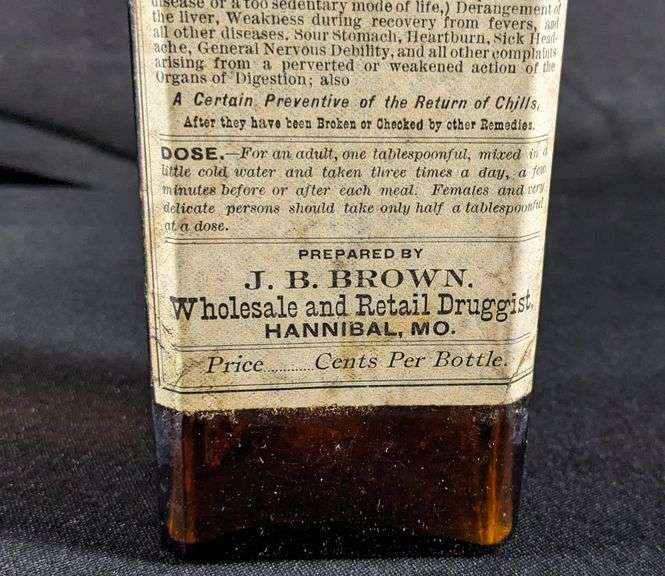 disease or a too sedentary mode of life,) Derangement of
the liver, Weakness during recovery from fevers, and
all other diseases. Sour Stomach, Heartburn, Sick Head-
ache, General Nervous Debility, and all other complaints
arising from a perverted or weakened action of the
Organs of Digestion; also
A Certain Preventive of the Return of Chills,
After they have been Broken or Checked by other Remedies.
DOSE.—For an adult, one tablespoonful, mixed in a
little cold water and taken three times a day, a few
minutes before or after each meal. Females and very
delicate persons should take only half a tablespoonful
at a dose.
PREPARED BY
J. B. BROWN.
Wholesale and Retail Druggist,
HANNIBAL, MO.
Price..........Cents Per Bottle.